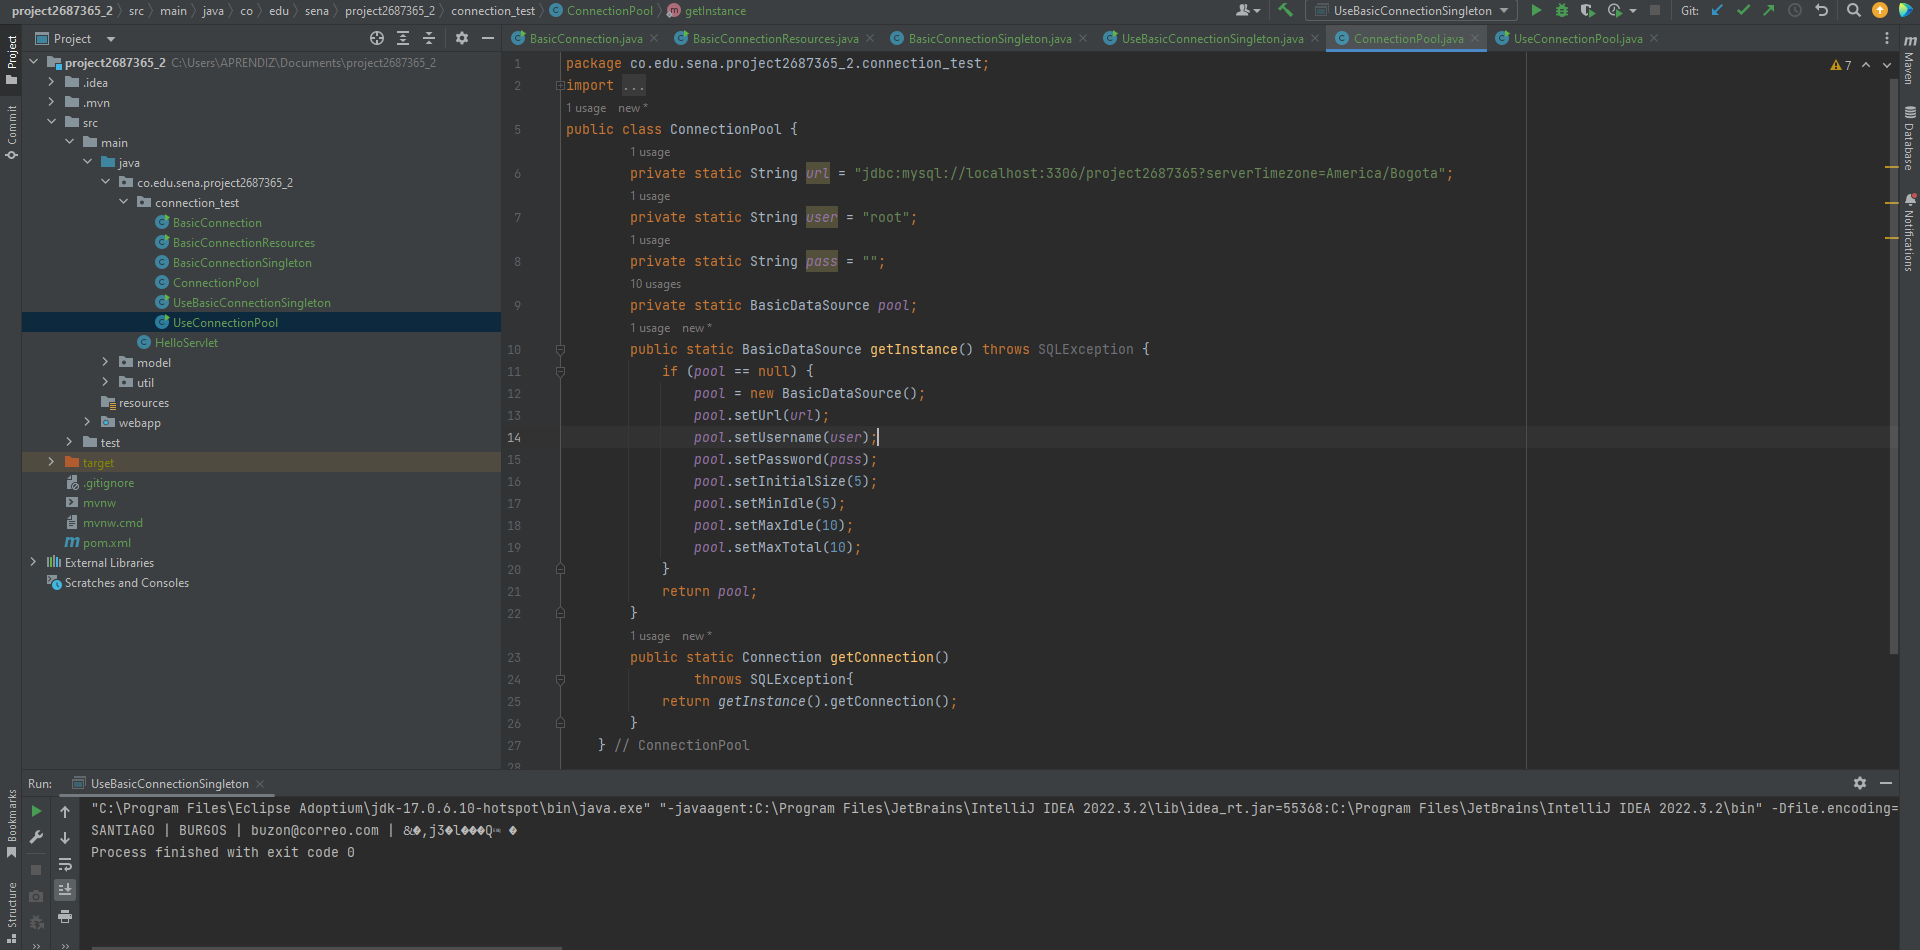 project2687365_2 src main java co edu sena project2687365_2 connection_test ConnectionPool getInstance
UseBasicConnectionSingleton Git:
Project
BasicConnection.java BasicConnectionResources.java BasicConnectionSingleton.java UseBasicConnectionSingleton.java ConnectionPool.java UseConnectionPool.java
Project
Commit
Bookmarks
Structure
project2687365_2 C:\Users\APRENDIZ\Documents\project2687365_2
.idea
.mvn
src
main
java
co.edu.sena.project2687365_2
connection_test
BasicConnection
BasicConnectionResources
BasicConnectionSingleton
ConnectionPool
UseBasicConnectionSingleton
UseConnectionPool
HelloServlet
model
util
resources
webapp
test
target
.gitignore
mvnw
mvnw.cmd
pom.xml
External Libraries
Scratches and Consoles
7
1 package co.edu.sena.project2687365_2.connection_test;
2 import ...
1 usage new *
5 public class ConnectionPool {
1 usage
6 private static String url = "jdbc:mysql://localhost:3306/project2687365?serverTimezone=America/Bogota";
1 usage
7 private static String user = "root";
1 usage
8 private static String pass = "";
10 usages
9 private static BasicDataSource pool;
1 usage new *
10 public static BasicDataSource getInstance() throws SQLException {
11 if (pool == null) {
12 pool = new BasicDataSource();
13 pool.setUrl(url);
14 pool.setUsername(user);
15 pool.setPassword(pass);
16 pool.setInitialSize(5);
17 pool.setMinIdle(5);
18 pool.setMaxIdle(10);
19 pool.setMaxTotal(10);
20 }
21 return pool;
22 }
1 usage new *
23 public static Connection getConnection()
24 throws SQLException{
25 return getInstance().getConnection();
26 }
27 } // ConnectionPool
28
Maven
Database
Notifications
Run: UseBasicConnectionSingleton
"C:\Program Files\Eclipse Adoptium\jdk-17.0.6.10-hotspot\bin\java.exe" "-javaagent:C:\Program Files\JetBrains\IntelliJ IDEA 2022.3.2\lib\idea_rt.jar=55368:C:\Program Files\JetBrains\IntelliJ IDEA 2022.3.2\bin" -Dfile.encoding=
SANTIAGO | BURGOS | buzon@correo.com |
Process finished with exit code 0